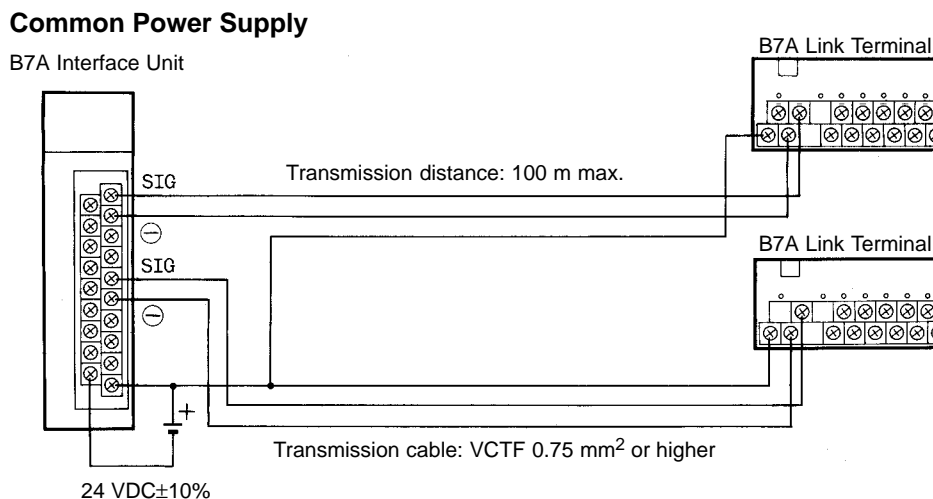 Common Power Supply
B7A Interface Unit
B7A Link Terminal
SIG
Transmission distance: 100 m max.
B7A Link Terminal
SIG
+
Transmission cable: VCTF 0.75 mm² or higher
24 VDC±10%